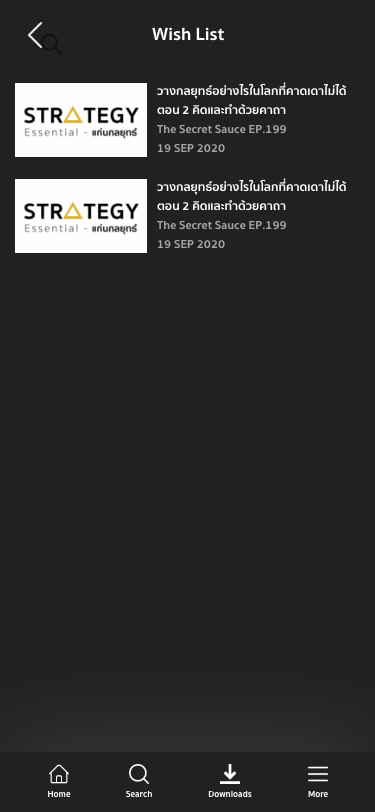 Wish List
STRATEGY
Essential - แก่นกลยุทธ์
วางกลยุทธ์อย่างไรในโลกที่คาดเดาไม่ได้
ตอน 2 คิดและทำด้วยคาถา
The Secret Sauce EP.199
19 SEP 2020
STRATEGY
Essential - แก่นกลยุทธ์
วางกลยุทธ์อย่างไรในโลกที่คาดเดาไม่ได้
ตอน 2 คิดและทำด้วยคาถา
The Secret Sauce EP.199
19 SEP 2020
Home Search Downloads More